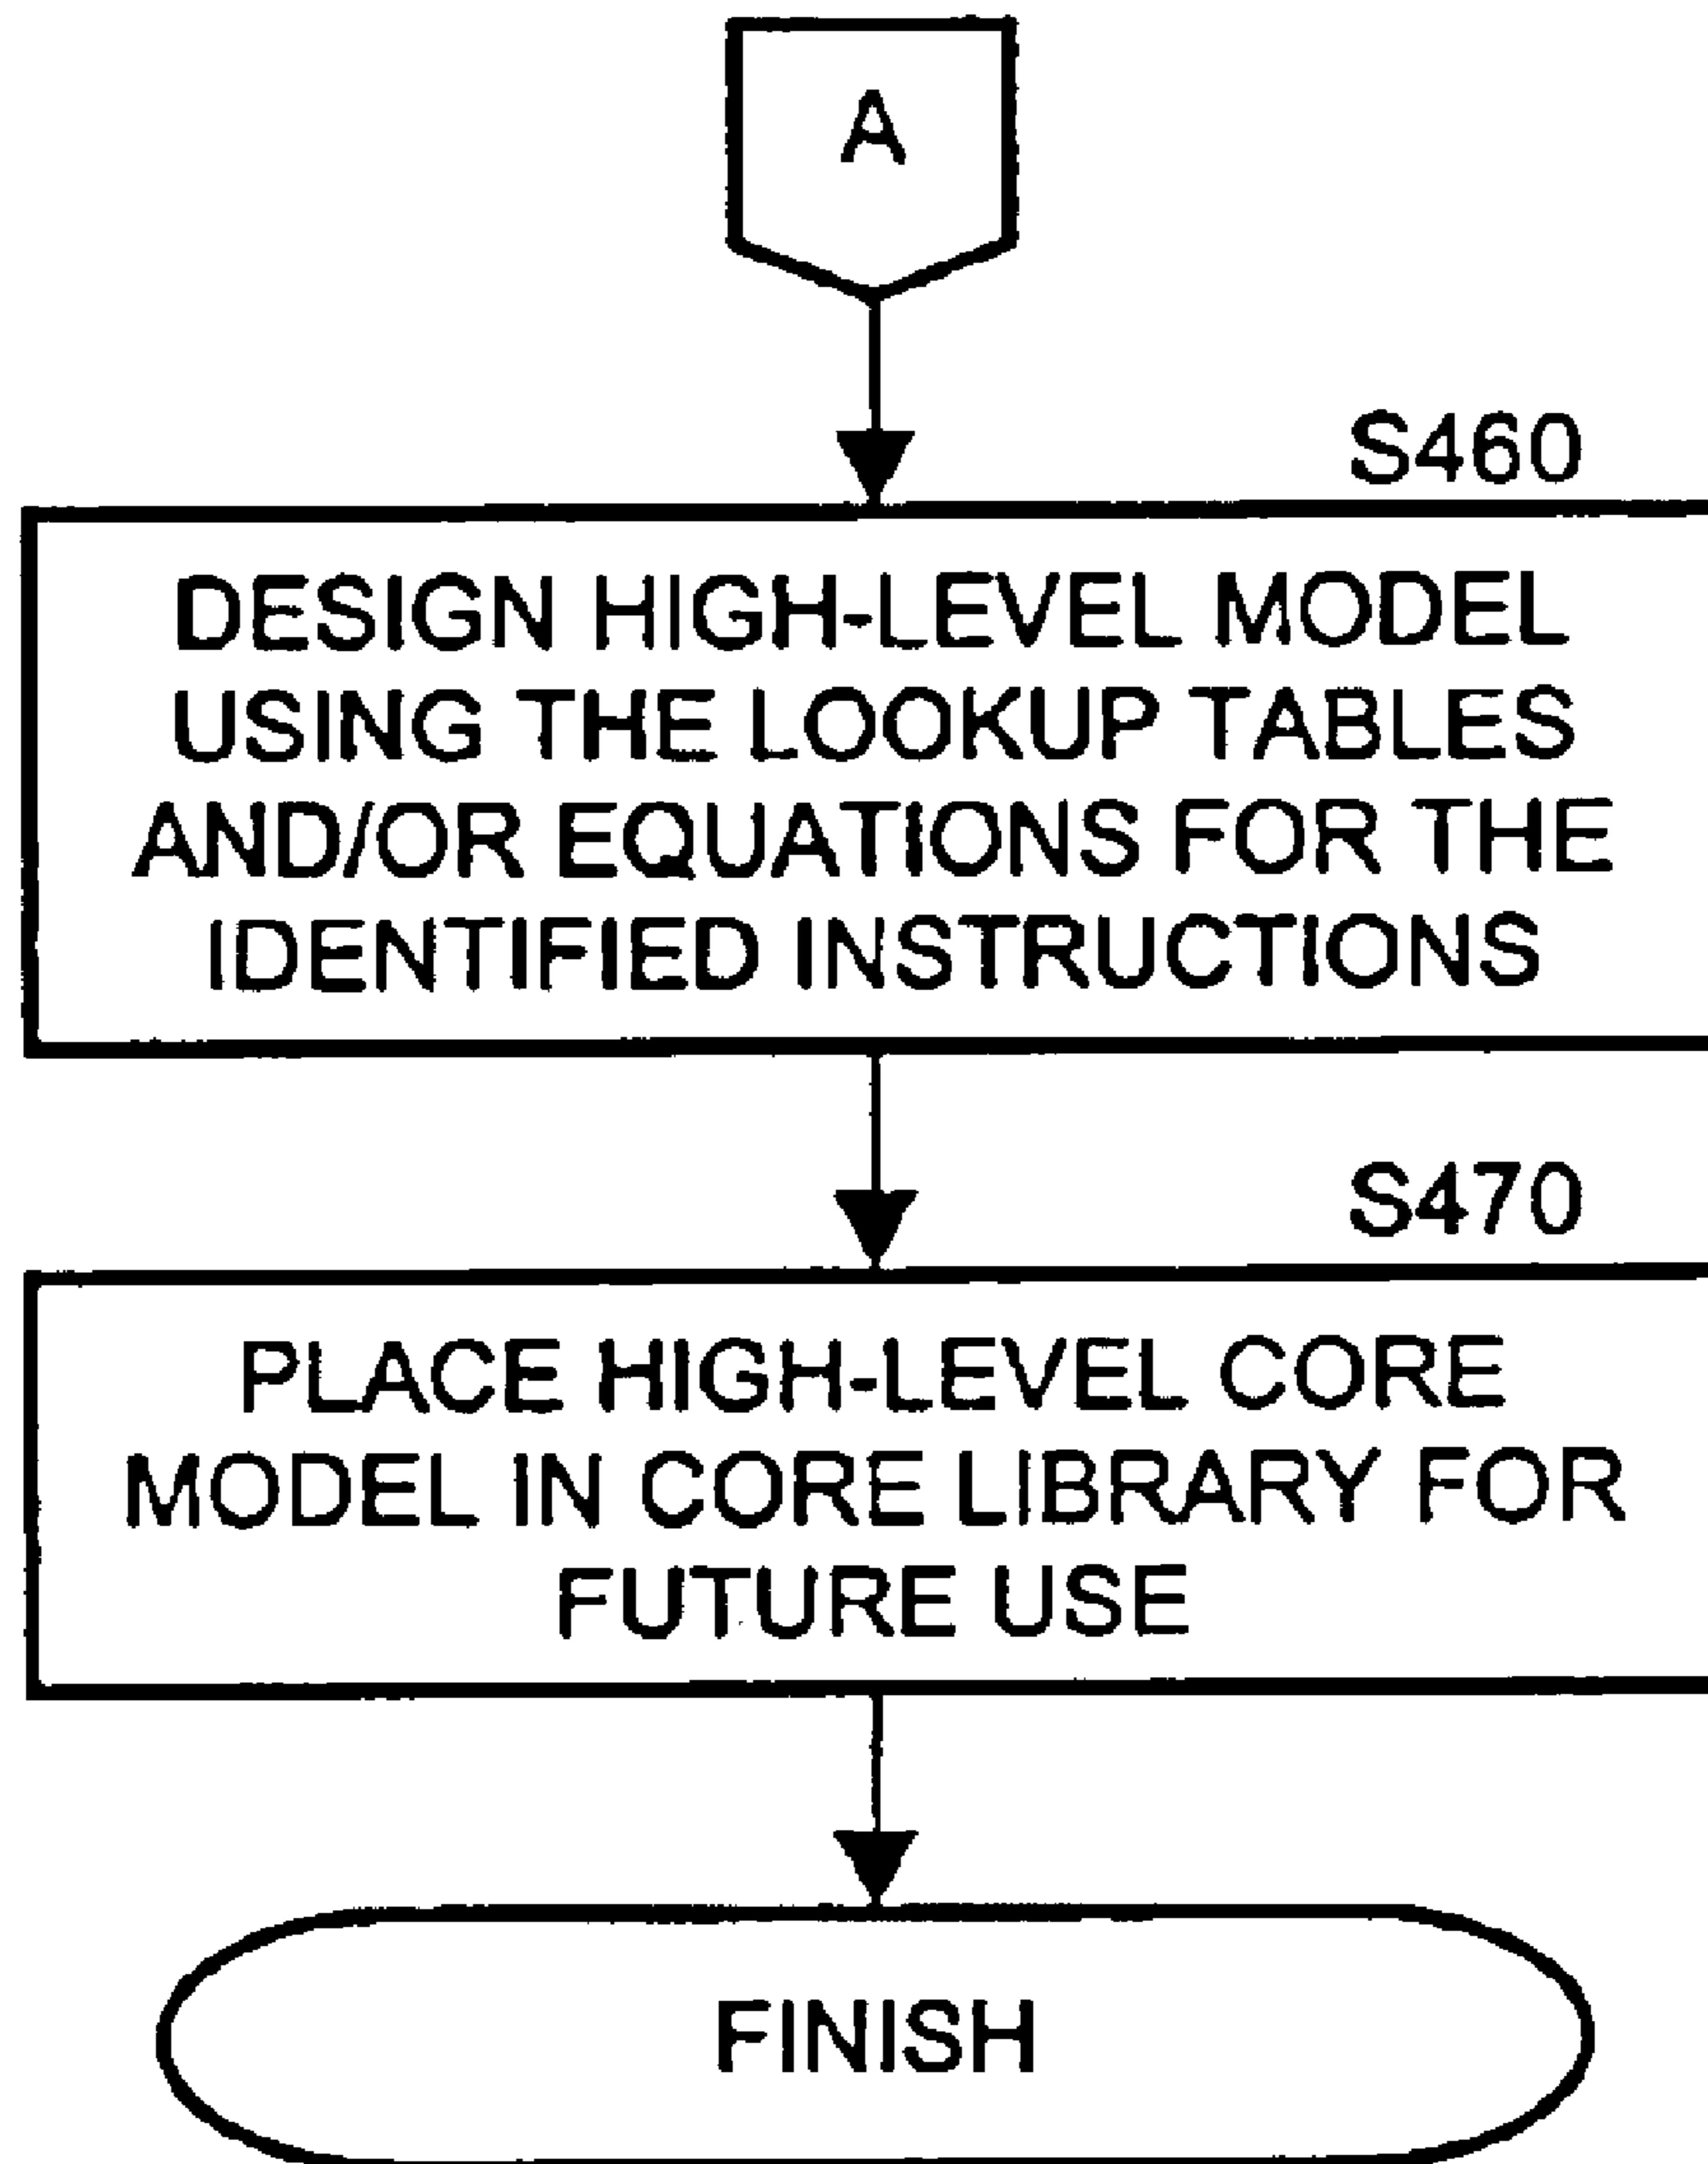 A
S460
DESIGN HIGH-LEVEL MODEL
USING THE LOOKUP TABLES
AND/OR EQUATIONS FOR THE
IDENTIFIED INSTRUCTIONS
S470
PLACE HIGH-LEVEL CORE
MODEL IN CORE LIBRARY FOR
FUTURE USE
FINISH